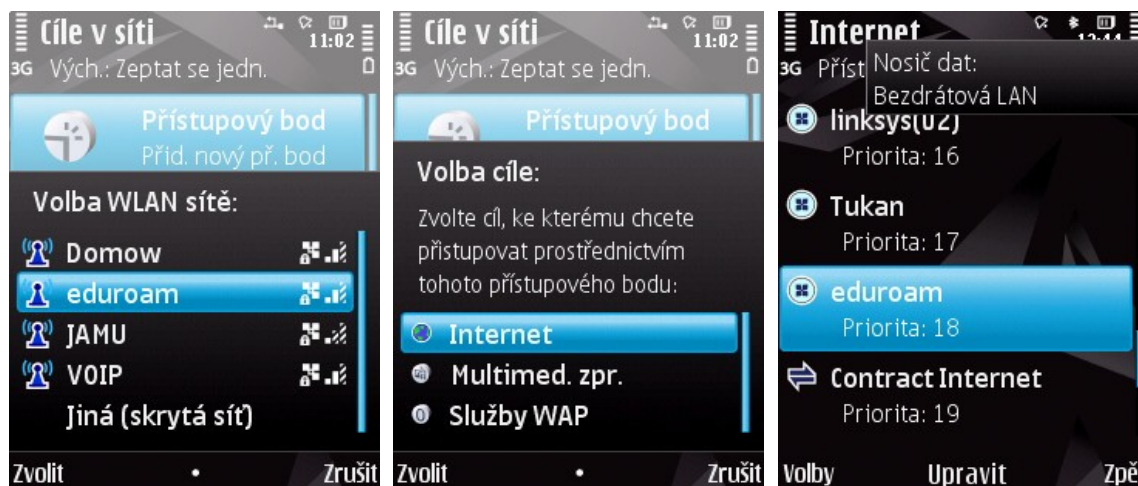 Cíle v síti
11:02
3G Vých.: Zeptat se jedn.
Přístupový bod
Přid. nový př. bod
Volba WLAN sítě:
Domow
eduroam
JAMU
VOIP
Jiná (skrytá síť)
Zvolit
Zrušit
Cíle v síti
11:02
3G Vých.: Zeptat se jedn.
Přístupový bod
Volba cíle:
Zvolte cíl, ke kterému chcete
přistupovat prostřednictvím
tohoto přístupového bodu:
Internet
Multimed. zpr.
Služby WAP
Zvolit
Zrušit
Internet
3G Příst
Nosič dat:
Bezdrátová LAN
linksys(02)
Priorita: 16
Tukan
Priorita: 17
eduroam
Priorita: 18
Contract Internet
Priorita: 19
Volby
Upravit
Zpě